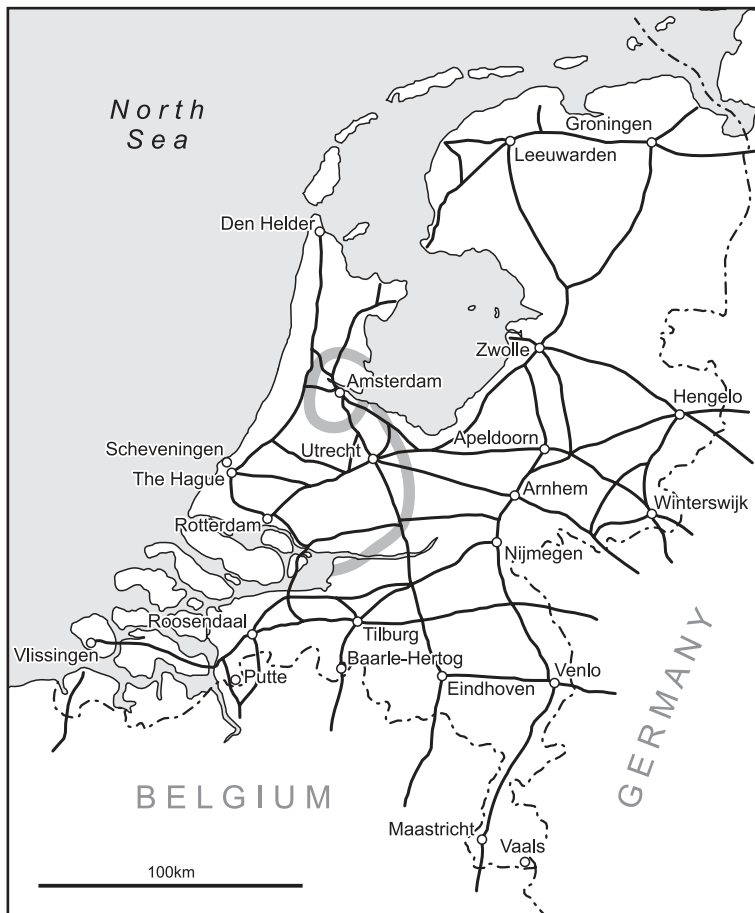 North
Sea
Groningen
Leeuwarden
Den Helder
Zwolle
Amsterdam
Hengelo
Scheveningen
Utrecht
Apeldoorn
The Hague
Arnhem
Winterswijk
Rotterdam
Nijmegen
Roosendaal
Tilburg
Vlissingen
Baarle-Hertog
Putte
Eindhoven
Venlo
GERMANY
BELGIUM
Maastricht
Vaals
100km